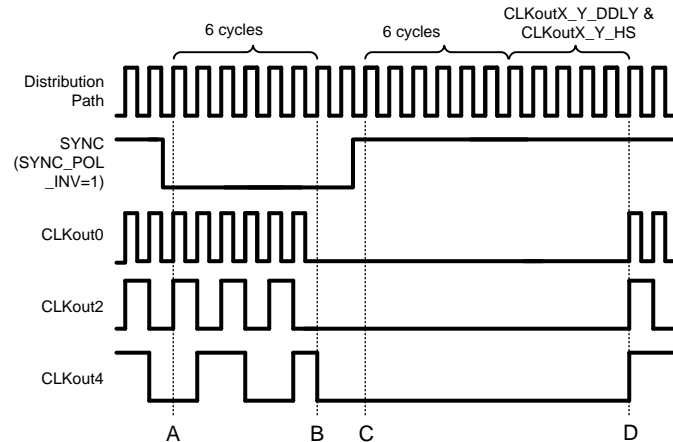 CLKoutX_Y_DDLY &
CLKoutX_Y_HS
6 cycles
6 cycles
Distribution
Path
SYNC
(SYNC_POL
_INV=1)
CLKout0
CLKout2
CLKout4
A
B
C
D